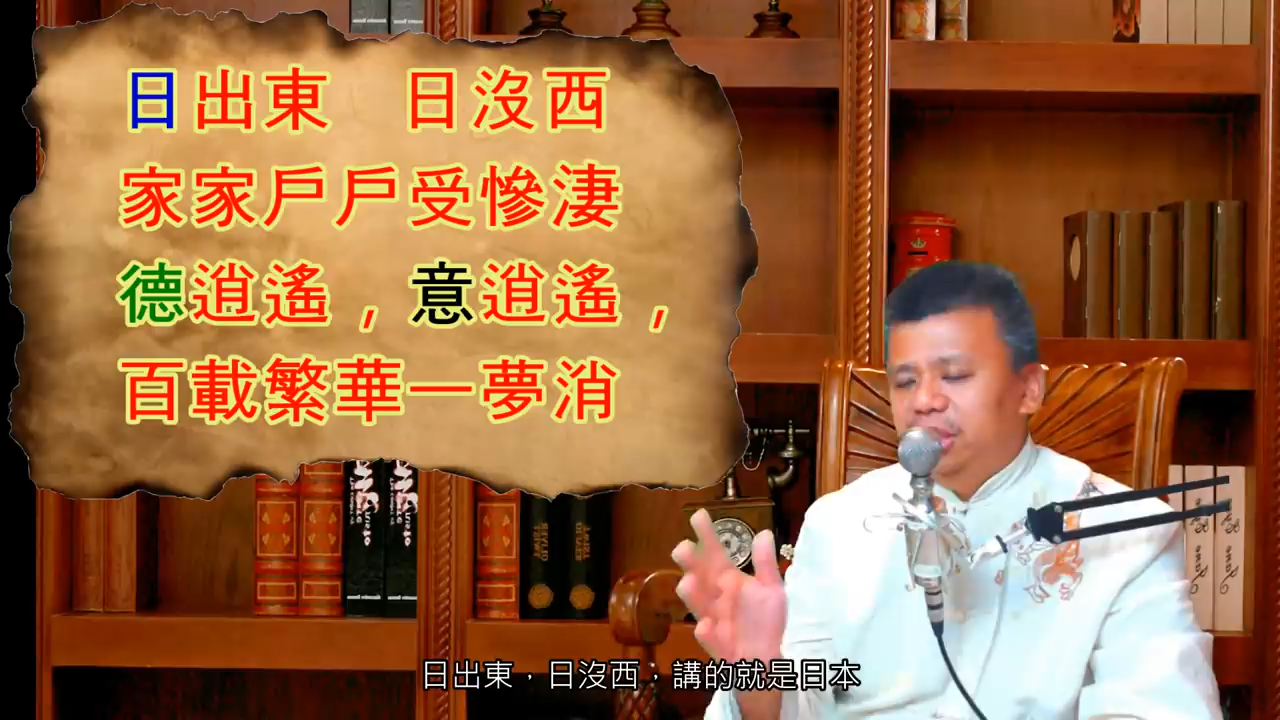 日出東　日沒西
家家戶戶受慘淒
德逍遙，意逍遙，
百載繁華一夢消
日出東，日沒西，講的就是日本